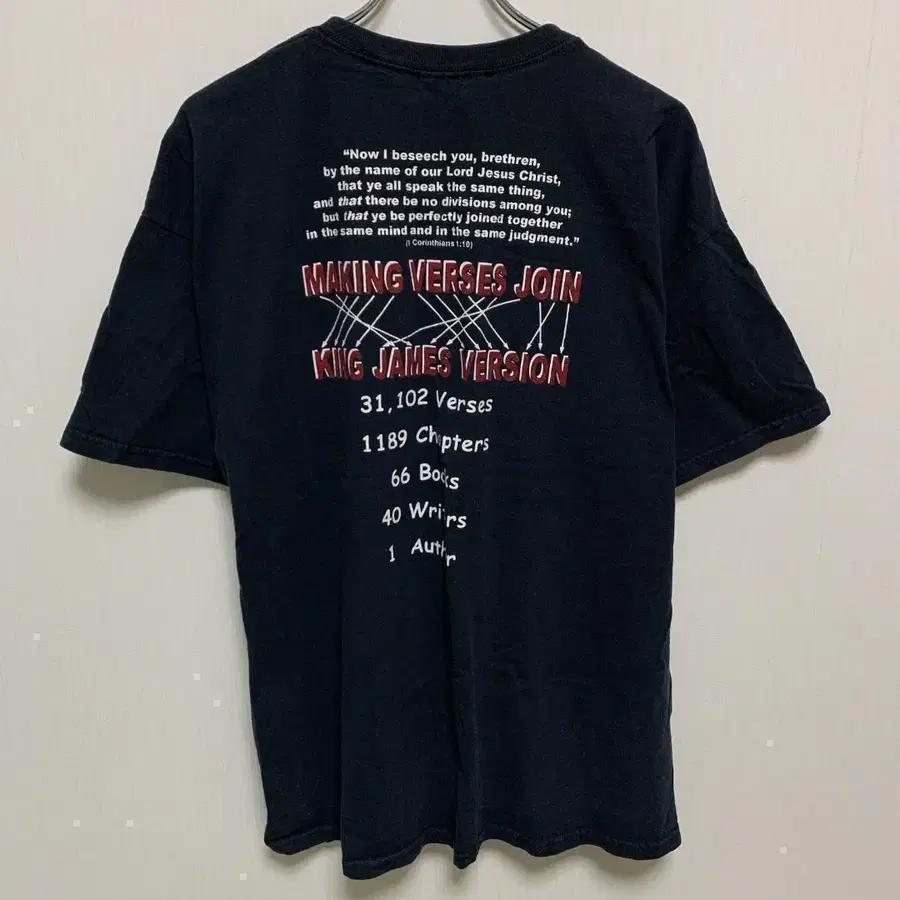 “Now I beseech you, brethren,
by the name of our Lord Jesus Christ,
that ye all speak the same thing,
and that there be no divisions among you;
but that ye be perfectly joined together
in the same mind and in the same judgment.”
(I Corinthians 1:10)
MAKING VERSES JOIN
KING JAMES VERSION
31,102 Verses
1189 Chapters
66 Books
40 Writers
1 Author